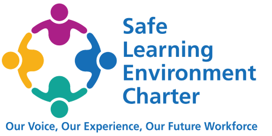 Safe
Learning
Environment
Charter
Our Voice, Our Experience, Our Future Workforce